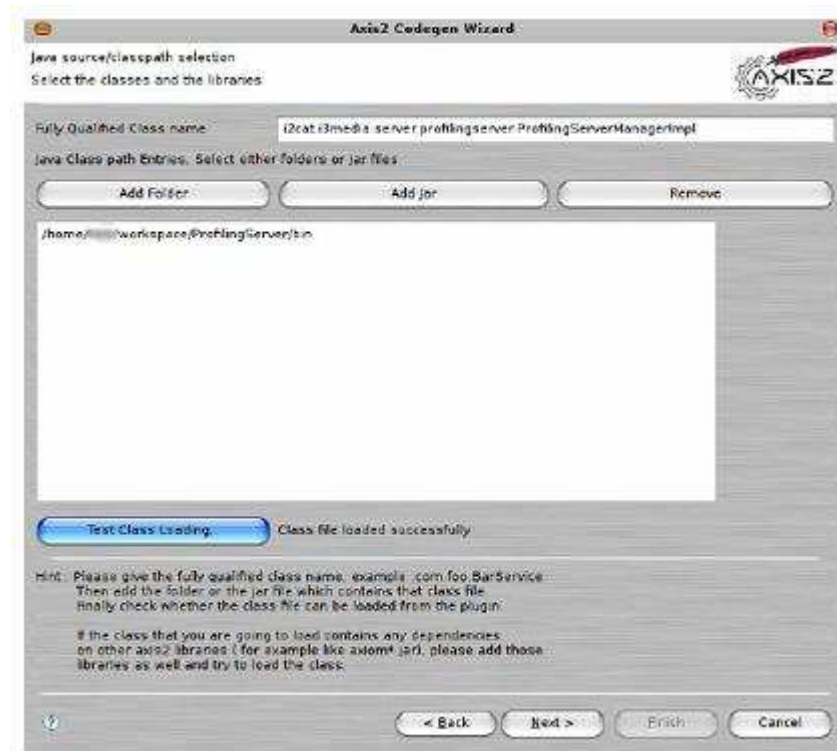 Axis2 Codegen Wizard
Java source/classpath selection
Select the classes and the libraries
AXIS2
Fully Qualified Class name
i2cat.i3media.server.profilingserver.ProfilingServerManagerImpl
Java Class path Entries. Select either folders or jar files
Add Folder
Add Jar
Remove
/home/ /workspace/ProfilingServer/bin
Test Class Loading.
Class file loaded successfully
Hint : Please give the fully qualified class name, example :com.foo.BarService
Then add the folder or the jar file which contains that class file
finally check whether the class file can be loaded from the plugin
If the class that you are going to load contains any dependencies
on other axis2 libraries ( for example like axiom*.jar), please add those
libraries as well and try to load the class.
< Back
Next >
Finish
Cancel